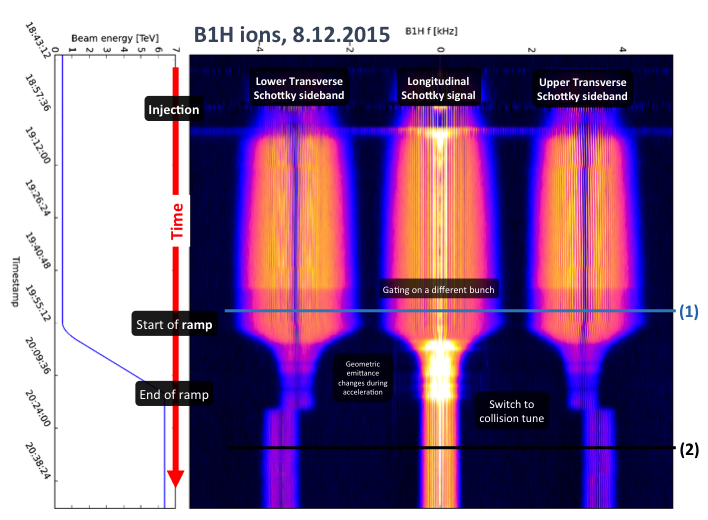 B1H ions, 8.12.2015
B1H f [kHz]
Beam energy [TeV]
0 1 2 3 4 5 6 7
-4 -2 0 2 4
18:43:12
18:57:36
19:12:00
19:26:24
19:40:48
19:55:12
20:09:36
20:24:00
20:38:24
Timestamp
Lower Transverse
Schottky sideband
Longitudinal
Schottky signal
Upper Transverse
Schottky sideband
Injection
Time
Gating on a different bunch
(1)
Start of ramp
Geometric
emittance
changes during
acceleration
End of ramp
Switch to
collision tune
(2)